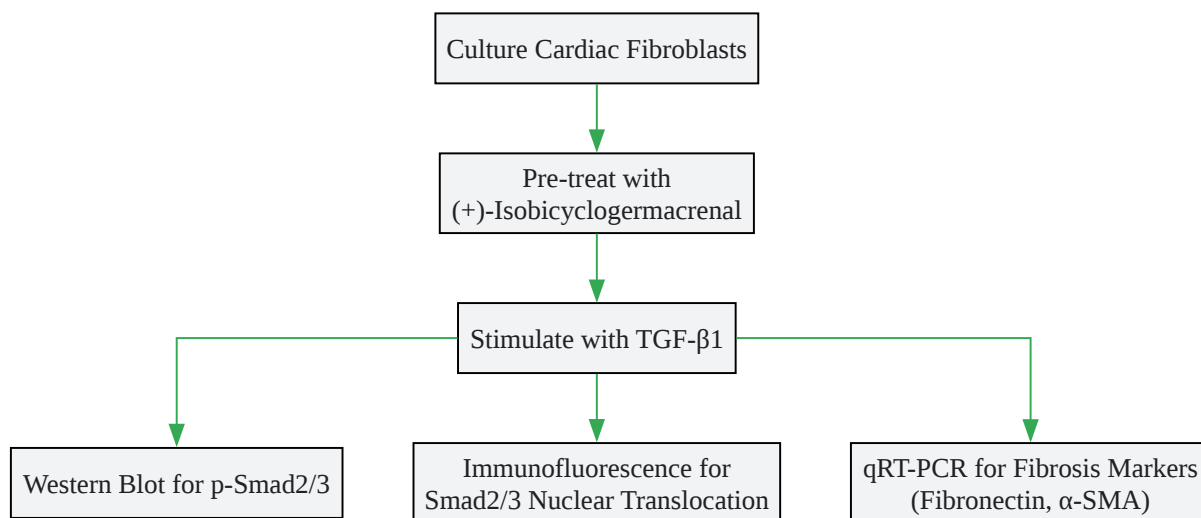 Culture Cardiac Fibroblasts
Pre-treat with
(+)-Isobicyclogermacrenal
Stimulate with TGF-β1
Western Blot for p-Smad2/3
Immunofluorescence for
Smad2/3 Nuclear Translocation
qRT-PCR for Fibrosis Markers
(Fibronectin, α-SMA)